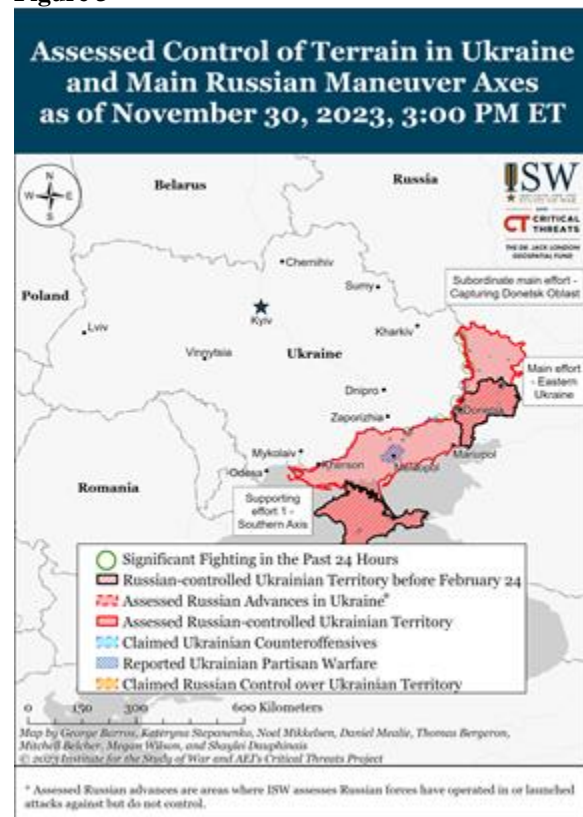 Assessed Control of Terrain in Ukraine
and Main Russian Maneuver Axes
as of November 30, 2023, 3:00 PM ET
N
W E
S
Belarus
Russia
ISW
CT CRITICAL
THREATS
Subordinate main effort -
Capturing Donetsk Oblast
Chernihiv
Sumy
Poland
Kyiv
Lviv
Kharkiv
Vinnytsia
Ukraine
Main effort
- Eastern
Ukraine
Dnipro
Donetsk
Zaporizhia
Mykolaiv
Mariupol
Kherson
Melitopol
Odesa
Romania
Supporting
effort 1 -
Southern Axis
Significant Fighting in the Past 24 Hours
Russian-controlled Ukrainian Territory before February 24
Assessed Russian Advances in Ukraine*
Assessed Russian-controlled Ukrainian Territory
Claimed Ukrainian Counteroffensives
Reported Ukrainian Partisan Warfare
Claimed Russian Control over Ukrainian Territory
0 150 300 600 Kilometers
Map by George Barros, Kateryna Stepanenko, Noel Mikkelsen, Daniel Mealie, Thomas Bergeron,
Mitchell Belcher, Megan Wilson, and Shaylei Dauphinais
© 2023 Institute for the Study of War and AEI's Critical Threats Project
* Assessed Russian advances are areas where ISW assesses Russian forces have operated in or launched
attacks against but do not control.